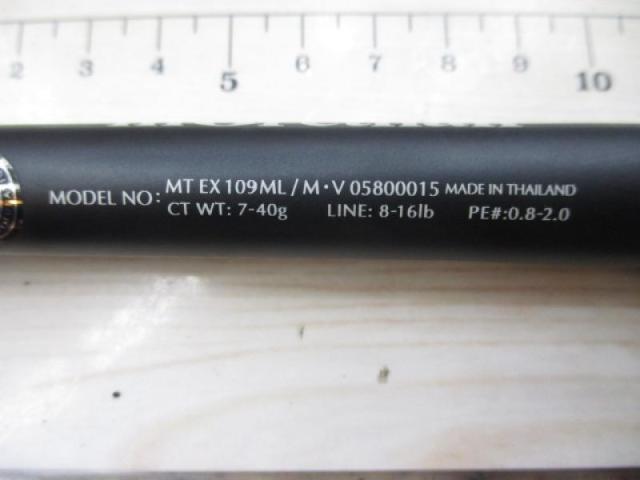 2 3 4 5 6 7 8 9 10
MODEL NO: MT EX 109ML / M・V 05800015 MADE IN THAILAND
CT WT: 7-40g LINE: 8-16lb PE#:0.8-2.0